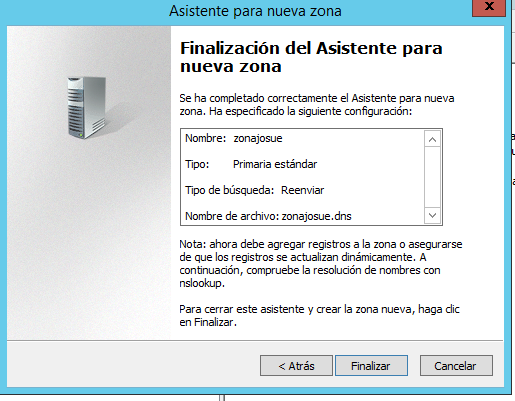 Asistente para nueva zona
x
Finalización del Asistente para
nueva zona
Se ha completado correctamente el Asistente para nueva
zona. Ha especificado la siguiente configuración:
Nombre: zonajosue
Tipo: Primaria estándar
Tipo de búsqueda: Reenviar
Nombre de archivo: zonajosue.dns
Nota: ahora debe agregar registros a la zona o asegurarse
de que los registros se actualizan dinámicamente. A
continuación, compruebe la resolución de nombres con
nslookup.
Para cerrar este asistente y crear la zona nueva, haga clic
en Finalizar.
< Atrás Finalizar Cancelar